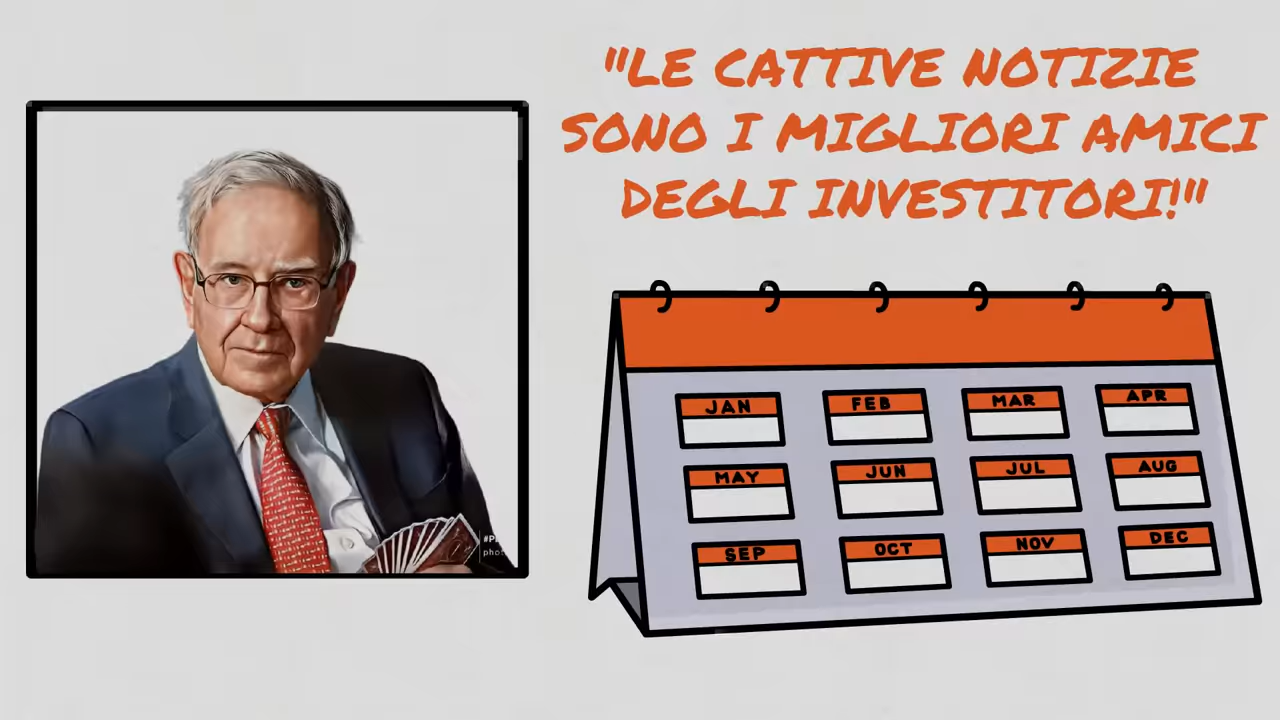 "LE CATTIVE NOTIZIE
SONO I MIGLIORI AMICI
DEGLI INVESTITORI!"
JAN FEB MAR APR
MAY JUN JUL AUG
SEP OCT NOV DEC